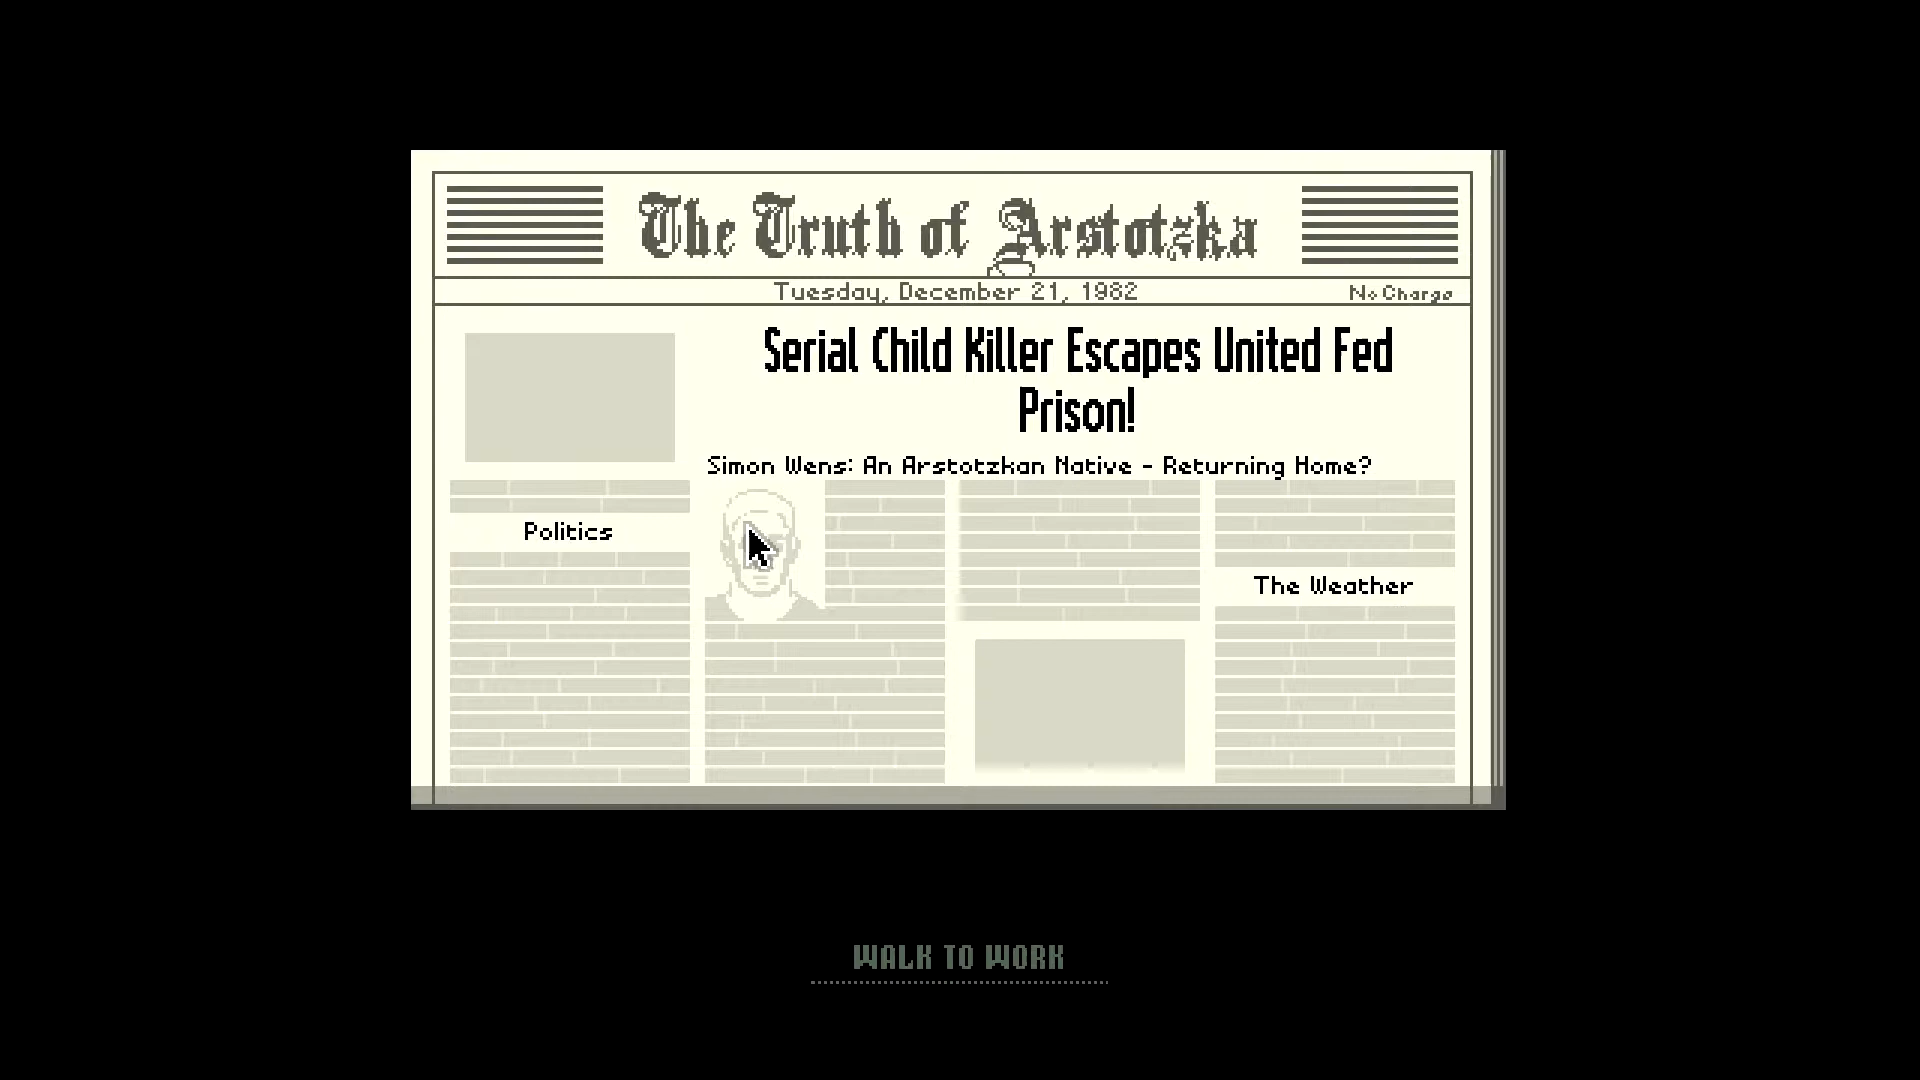 The Truth of Arstotzka
Tuesday, December 21, 1982
No Charge
Serial Child Killer Escapes United Fed
Prison!
Simon Wens: An Arstotzkan Native - Returning Home?
Politics
The Weather
WALK TO WORK